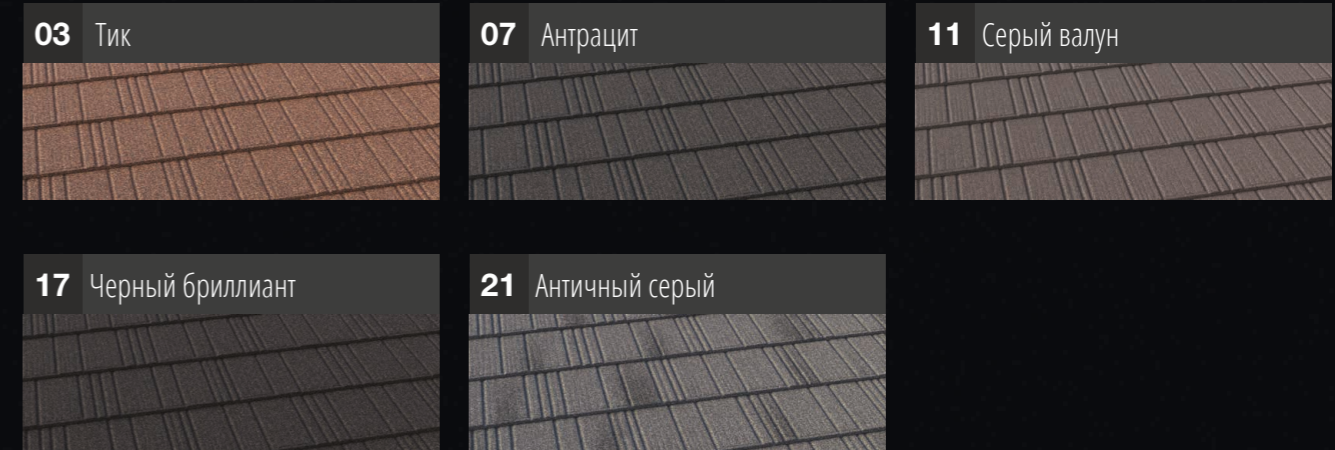 03 Тик
07 Антрацит
11 Серый валун
17 Черный бриллиант
21 Античный серый